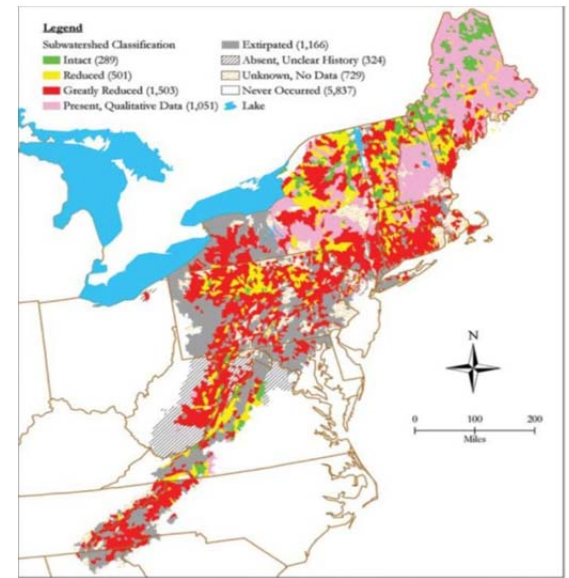 Legend
Subwatershed Classification
Intact (289)
Reduced (501)
Greatly Reduced (1,503)
Present, Qualitative Data (1,051)
Extirpated (1,166)
Absent, Unclear History (324)
Unknown, No Data (729)
Never Occurred (5,837)
Lake
N
0 100 200
Miles